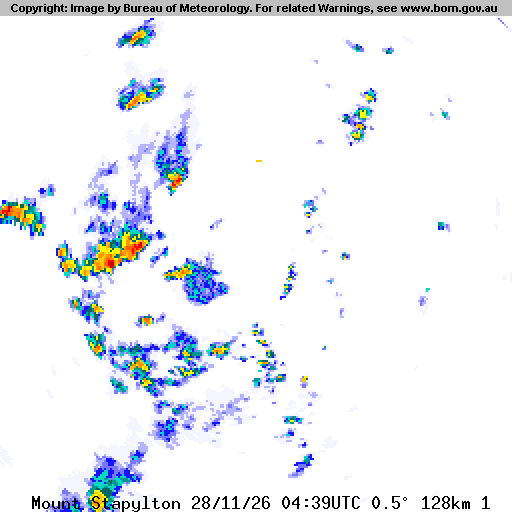 Copyright: Image by Bureau of Meteorology. For related Warnings, see www.bom.gov.au
Mount Stapylton 28/11/26 04:39UTC 0.5° 128km 1